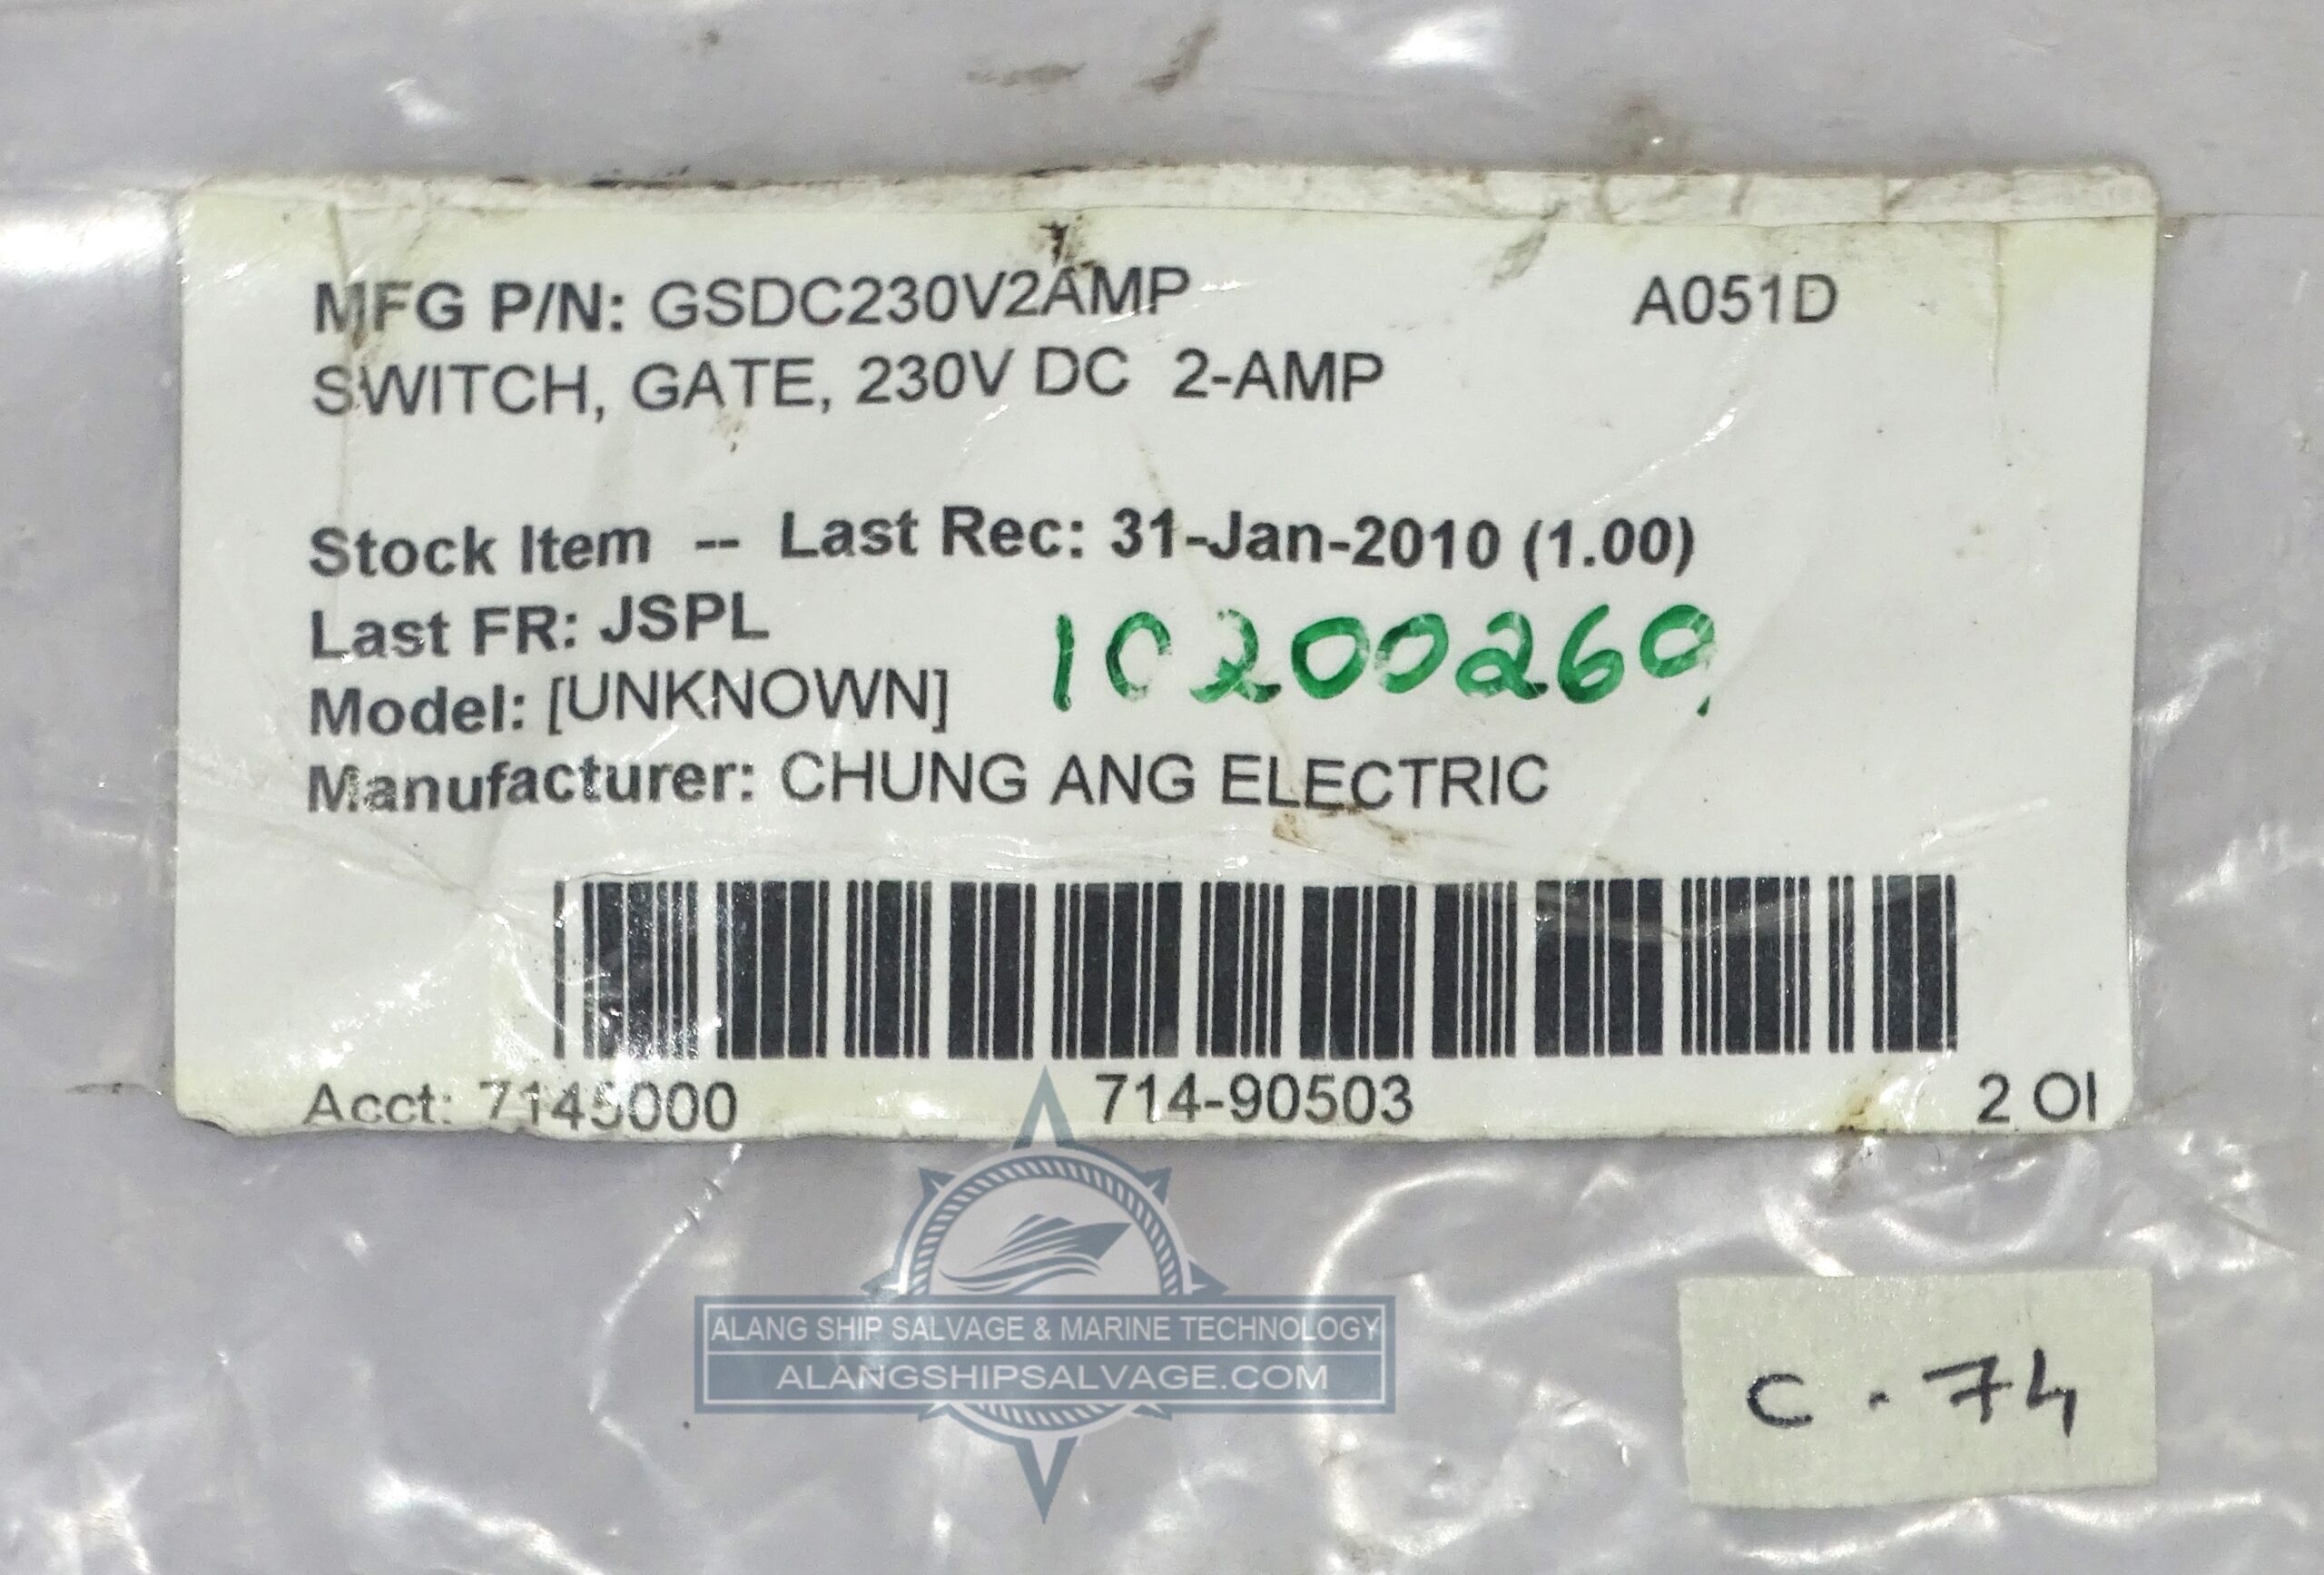 MFG P/N: GSDC230V2AMP A051D
SWITCH, GATE, 230V DC 2-AMP
Stock Item -- Last Rec: 31-Jan-2010 (1.00)
Last FR: JSPL
Model: [UNKNOWN]
Manufacturer: CHUNG ANG ELECTRIC
Acct: 7145000 714-90503 2 OI
ALANG SHIP SALVAGE & MARINE TECHNOLOGY
ALANGSHIPSALVAGE.COM
C-74